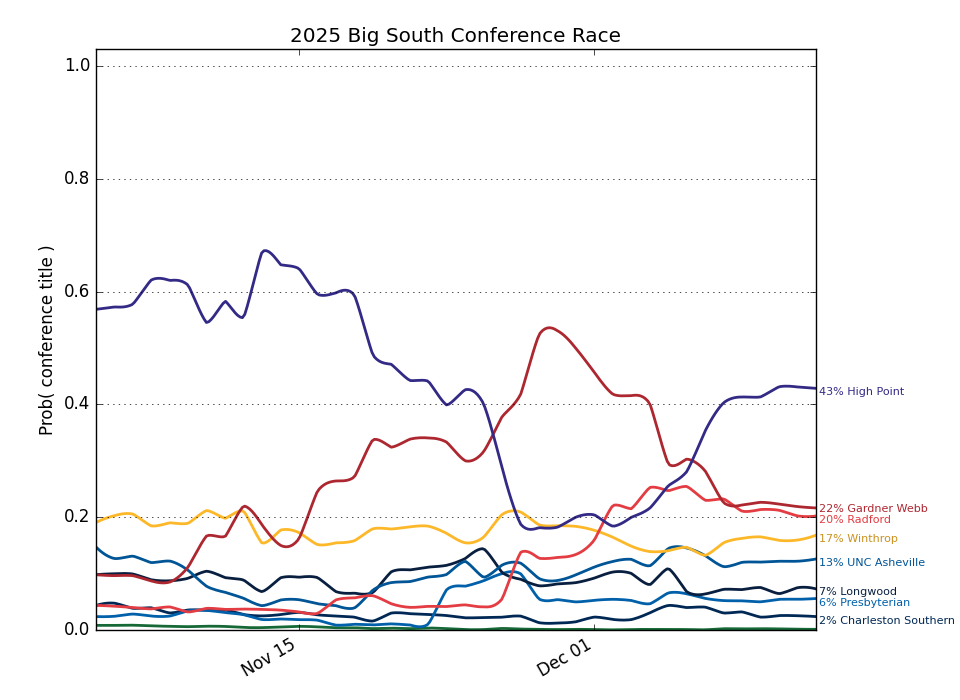 2025 Big South Conference Race
Prob( conference title )
1.0
0.8
0.6
0.4
0.2
0.0
Nov 15
Dec 01
43% High Point
22% Gardner Webb
20% Radford
17% Winthrop
13% UNC Asheville
7% Longwood
6% Presbyterian
2% Charleston Southern